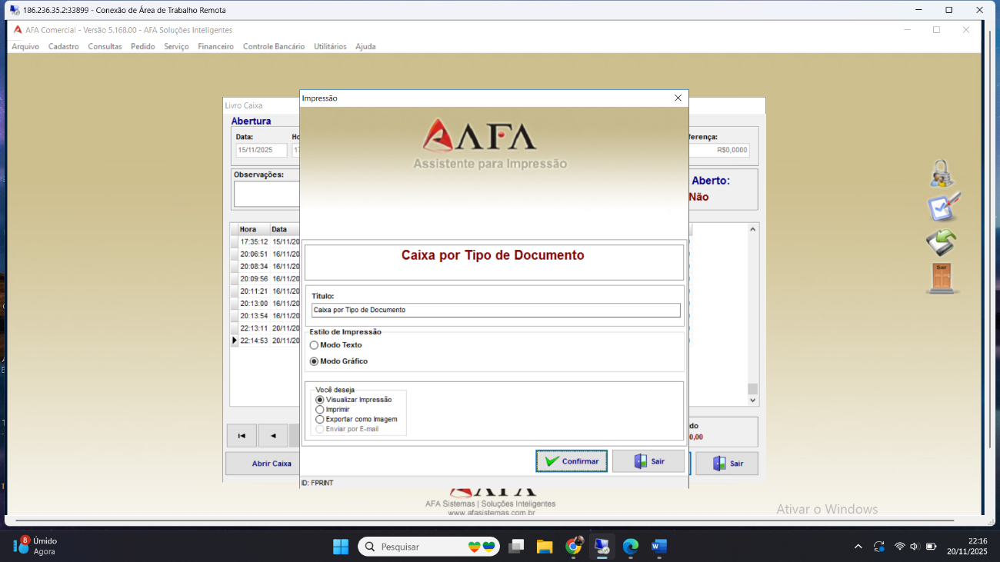 186.236.35.2:33899 - Conexão de Área de Trabalho Remota
AFA Comercial - Versão 5.168.00 - AFA Soluções Inteligentes
Arquivo Cadastro Consultas Pedido Serviço Financeiro Controle Bancário Utilitários Ajuda
Livro Caixa
Impressão
Abertura
Data:
15/11/2025
AFA
Assistente para Impressão
ferença:
R$0,0000
Observações:
Aberto:
Não
Hora Data
17:35:12 15/11/20
20:06:51 16/11/20
20:08:34 16/11/20
20:09:56 16/11/20
20:11:21 16/11/20
20:13:00 16/11/20
20:13:54 16/11/20
22:13:11 20/11/20
22:14:53 20/11/20
Caixa por Tipo de Documento
Título:
Caixa por Tipo de Documento
Estilo de Impressão
Modo Texto
Modo Gráfico
Você deseja
Visualizar Impressão
Imprimir
Exportar como Imagem
Enviar por E-mail
do
0,00
Abrir Caixa
Confirmar
Sair
Sair
ID: FPRINT
Sair
AFA
AFA Sistemas | Soluções Inteligentes
www.afasistemas.com.br
Ativar o Windows
8
Úmido
Agora
Pesquisar
22:16
20/11/2025